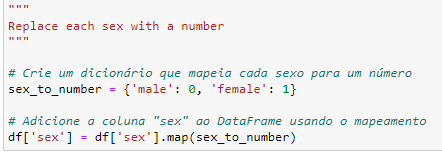 """
Replace each sex with a number
"""
# Crie um dicionário que mapeia cada sexo para um número
sex_to_number = {'male': 0, 'female': 1}
# Adicione a coluna "sex" ao DataFrame usando o mapeamento
df['sex'] = df['sex'].map(sex_to_number)